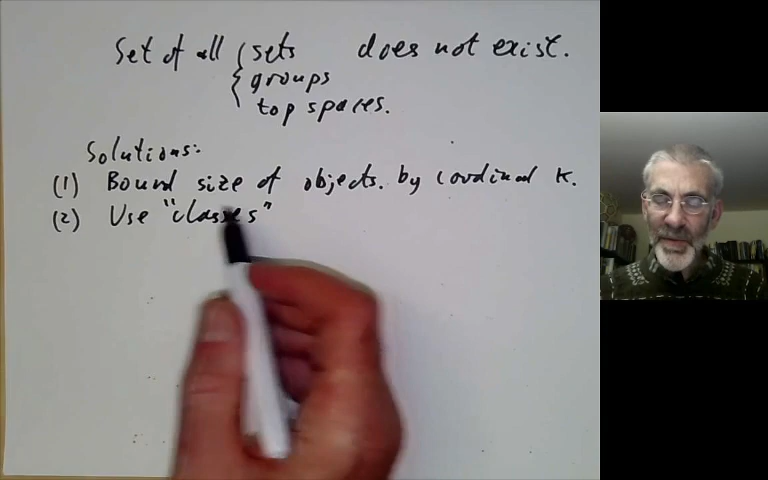 Set of all { sets does not exist.
groups
top spaces.
Solutions:
(1) Bound size of objects. by cardinal K.
(2) Use "classes"